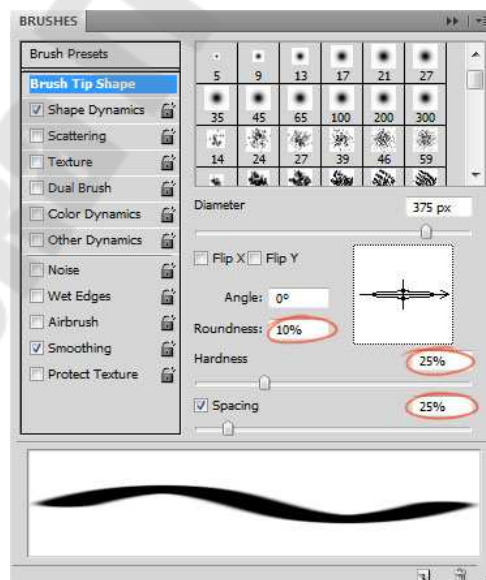 BRUSHES
Brush Presets
Brush Tip Shape
Shape Dynamics
Scattering
Texture
Dual Brush
Color Dynamics
Other Dynamics
Noise
Wet Edges
Airbrush
Smoothing
Protect Texture
5 9 13 17 21 27
35 45 65 100 200 300
14 24 27 39 46 59
Diameter 375 px
Flip X Flip Y
Angle: 0°
Roundness: 10%
Hardness 25%
Spacing 25%